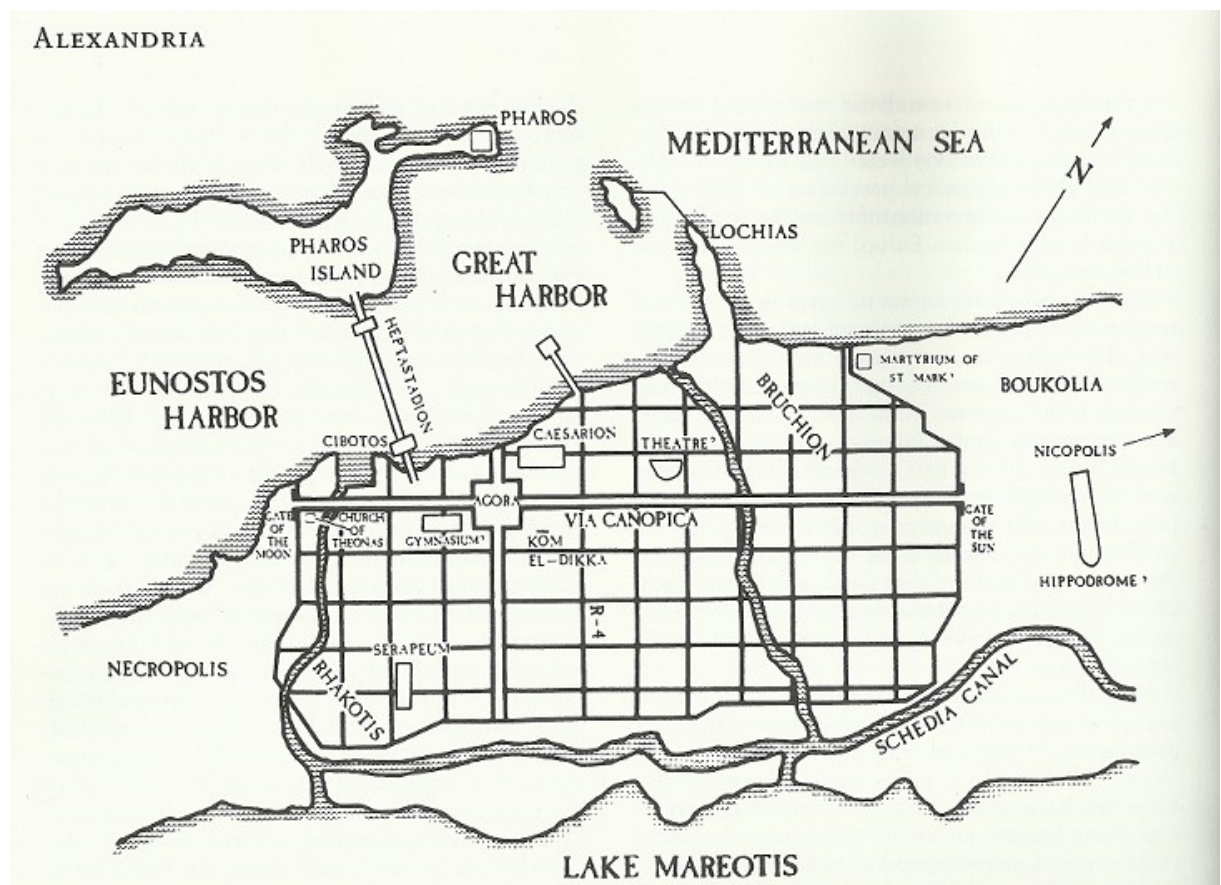 ALEXANDRIA
PHAROS
MEDITERRANEAN SEA
N
LOCHIAS
PHAROS
ISLAND
GREAT
HARBOR
HEPTASTADION
EUNOSTOS
HARBOR
MARTYRIUM OF
ST MARK?
BOUKOLIA
BRUCHION
CIBOTOS
CAESARION
THEATRE?
NICOPOLIS
AGORA
GATE
OF
THE
MOON
CHURCH
OF
THEONAS
GYMNASIUM?
VIA CANOPICA
GATE
OF
THE
SUN
KŌM
EL-DIKKA
HIPPODROME?
R-4
NECROPOLIS
SERAPEUM
RHAKOTIS
SCHEDIA CANAL
LAKE MAREOTIS